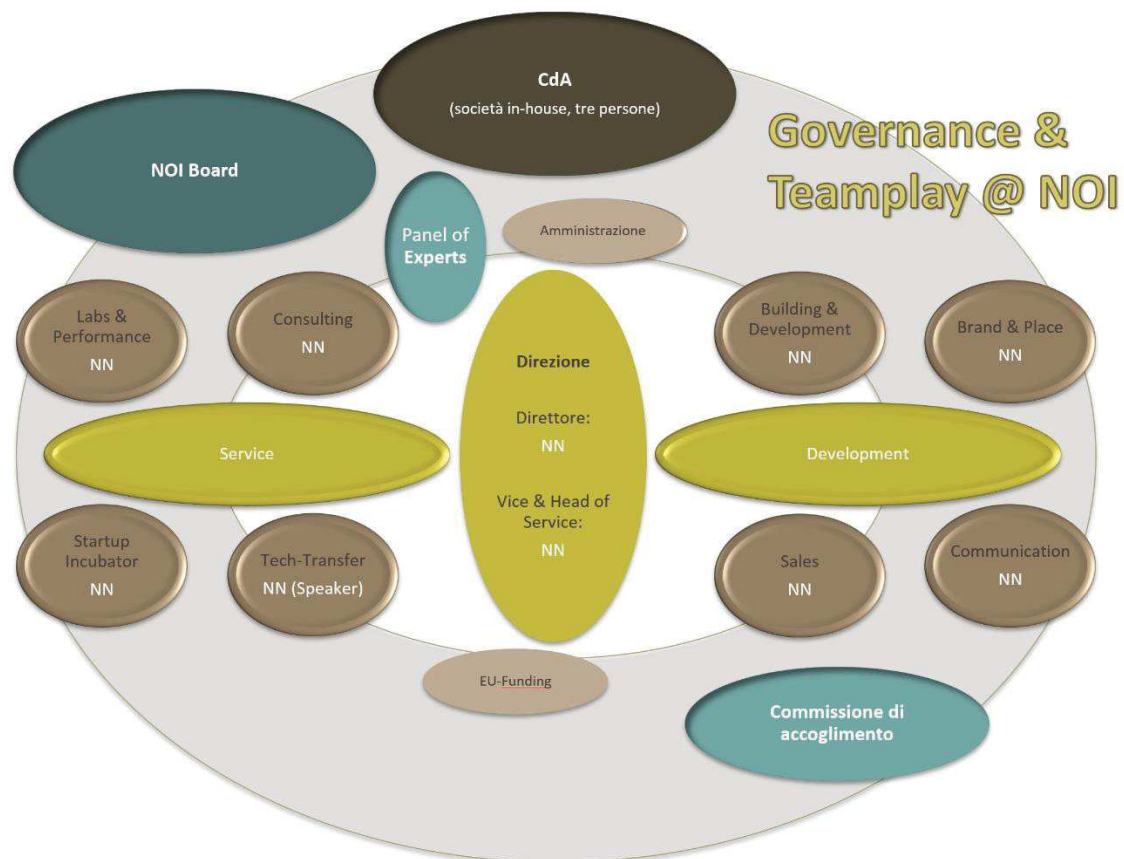 CdA
(società in-house, tre persone)
Governance &
Teamplay @ NOI
NOI Board
Panel of
Experts
Amministrazione
Labs &
Performance
NN
Consulting
NN
Building &
Development
NN
Brand & Place
NN
Direzione
Direttore:
NN
Vice & Head of
Service:
NN
Service
Development
Startup
Incubator
NN
Tech-Transfer
NN (Speaker)
Sales
NN
Communication
NN
EU-Funding
Commissione di
accoglimento